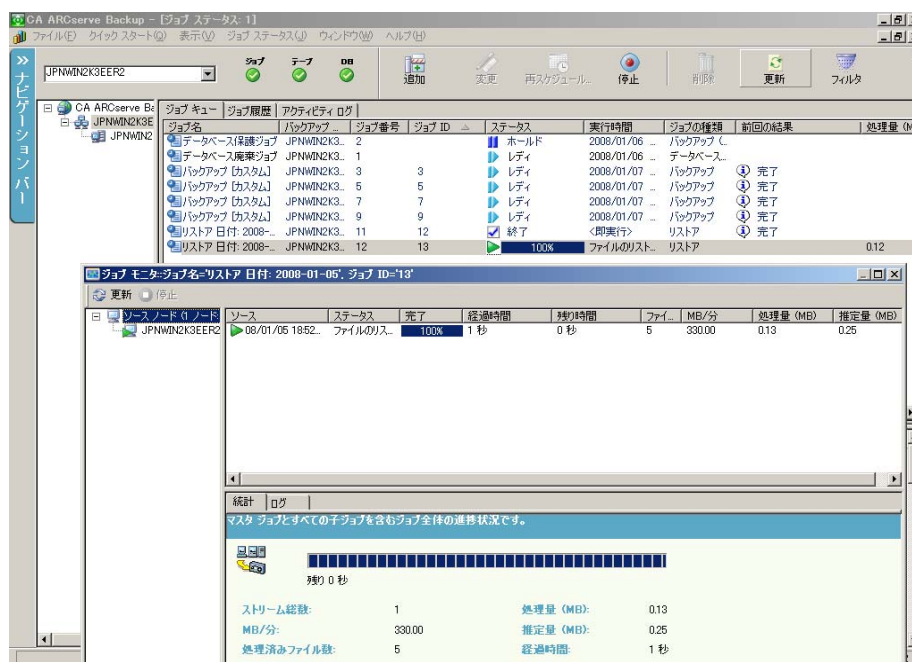 CA ARCserve Backup - [ジョブ ステータス: 1]
ファイル(F) クイック スタート(Q) 表示(V) ジョブ ステータス(J) ウィンドウ(W) ヘルプ(H)
ジョブ テープ DB
JPNWIN2K3EER2 追加 変更 再スケジュール... 停止 削除 更新 フィルタ
ナビゲーション バー
CA ARCserve Ba
JPNWIN2K3E
JPNWIN2
ジョブ キュー ジョブ履歴 アクティビティ ログ
ジョブ名 バックアップ ... ジョブ番号 ジョブ ID ステータス 実行時間 ジョブの種類 前回の結果 処理量 (M
データベース保護ジョブ JPNWIN2K3... 2 ホールド 2008/01/06 ... バックアップ (...
データベース廃棄ジョブ JPNWIN2K3... 1 レディ 2008/01/06 ... データベース...
バックアップ [カスタム] JPNWIN2K3... 3 3 レディ 2008/01/07 ... バックアップ 完了
バックアップ [カスタム] JPNWIN2K3... 5 5 レディ 2008/01/07 ... バックアップ 完了
バックアップ [カスタム] JPNWIN2K3... 7 7 レディ 2008/01/07 ... バックアップ 完了
バックアップ [カスタム] JPNWIN2K3... 9 9 レディ 2008/01/07 ... バックアップ 完了
リストア 日付: 2008-... JPNWIN2K3... 11 12 終了 <即実行> リストア 完了
リストア 日付: 2008-... JPNWIN2K3... 12 13 100% ファイルのリスト... リストア 0.12
ジョブ モニタ::ジョブ名='リストア 日付: 2008-01-05', ジョブ ID='13'
更新 停止
ソース ノード (1 ノード
JPNWIN2K3EER2
ソース ステータス 完了 経過時間 残り時間 ファイ... MB/分 処理量 (MB) 推定量 (MB)
08/01/05 18:52... ファイルのリス... 100% 1 秒 0 秒 5 330.00 0.13 0.25
統計 ログ
マスタ ジョブとすべての子ジョブを含むジョブ全体の進捗状況です。
残り 0 秒
ストリーム総数: 1 処理量 (MB): 0.13
MB/分: 330.00 推定量 (MB): 0.25
処理済みファイル数: 5 経過時間: 1 秒